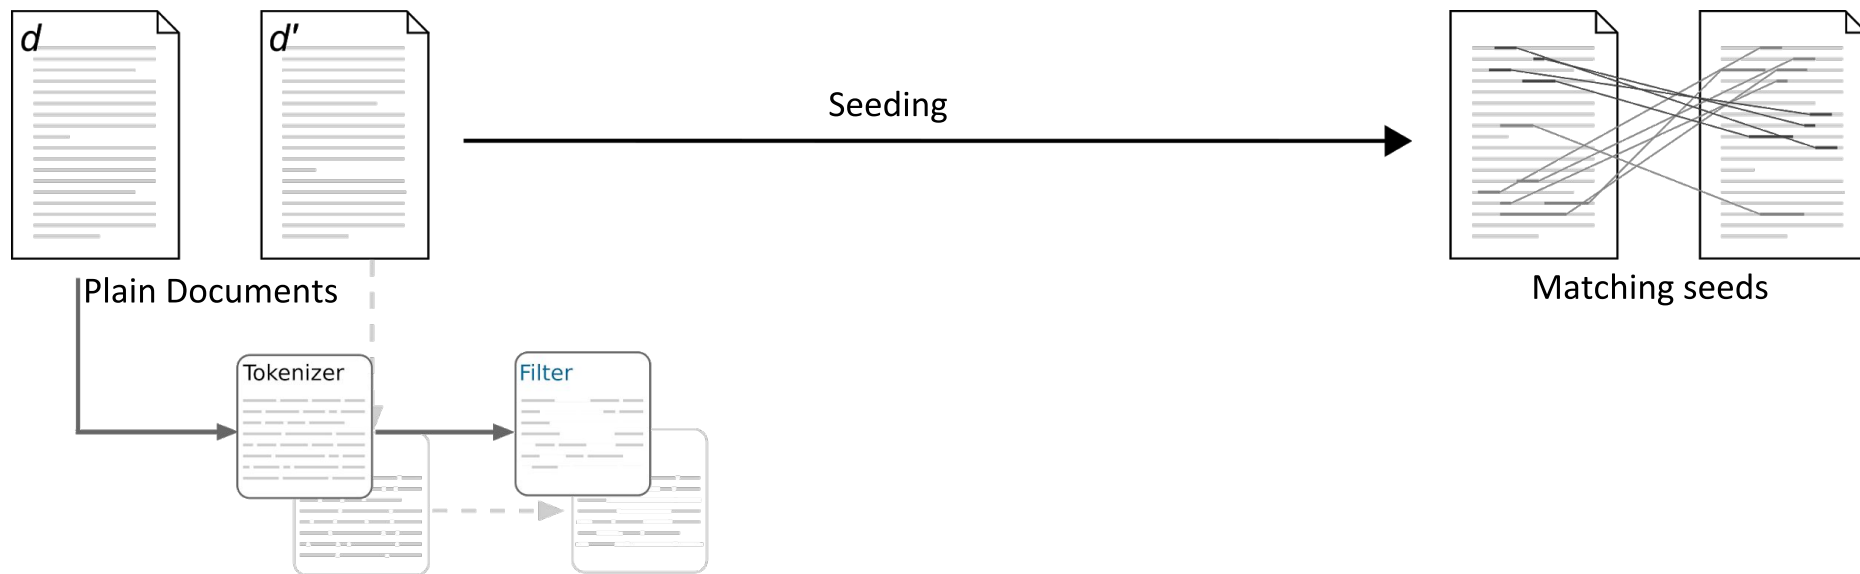 d
d'
Seeding
Plain Documents
Matching seeds
Tokenizer
Filter